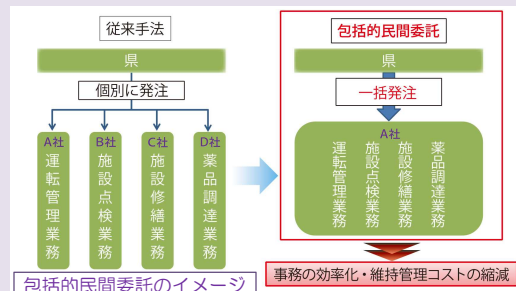 従来手法
県
個別に発注
A社
運転管理業務
B社
施設点検業務
C社
施設修繕業務
D社
薬品調達業務
包括的民間委託のイメージ
包括的民間委託
県
一括発注
A社
運転管理業務
施設点検業務
施設修繕業務
薬品調達業務
事務の効率化・維持管理コストの縮減